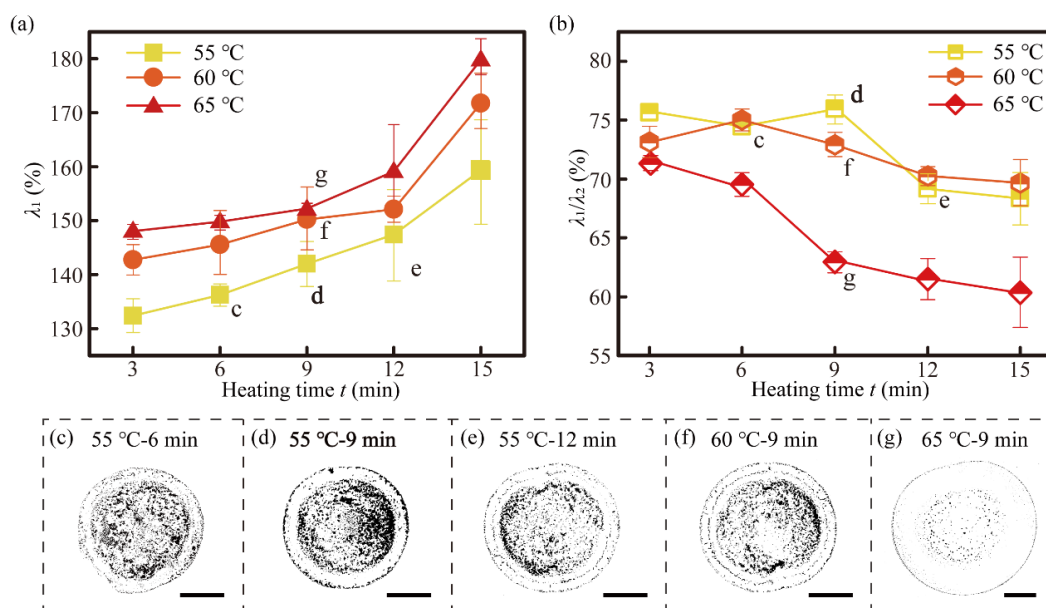 (a)
55 °C
60 °C
65 °C
180
170
160
150
140
130
λ₁ (%)
g
f
e
d
c
3 6 9 12 15
Heating time t (min)
(b)
55 °C
60 °C
65 °C
80
75
70
65
60
55
λ₁/λ₂ (%)
d
c
f
e
g
3 6 9 12 15
Heating time t (min)
(c) 55 °C-6 min
(d) 55 °C-9 min
(e) 55 °C-12 min
(f) 60 °C-9 min
(g) 65 °C-9 min